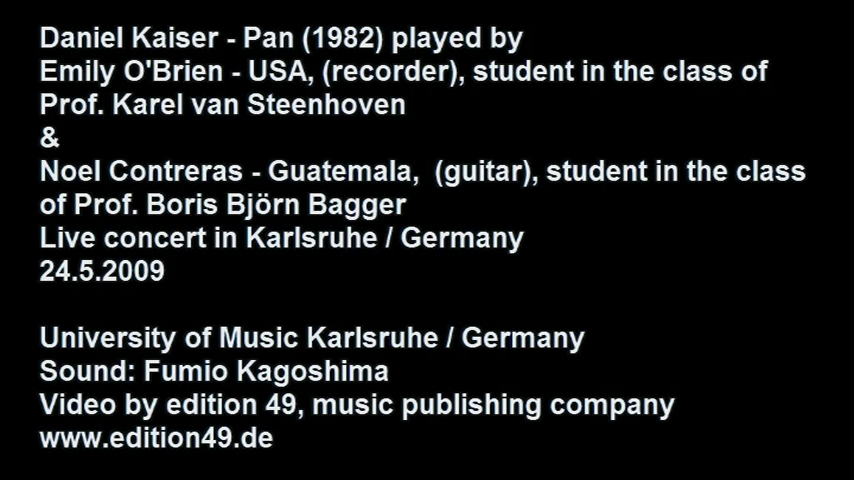 Daniel Kaiser - Pan (1982) played by
Emily O'Brien - USA, (recorder), student in the class of
Prof. Karel van Steenhoven
&
Noel Contreras - Guatemala,  (guitar), student in the class
of Prof. Boris Björn Bagger
Live concert in Karlsruhe / Germany
24.5.2009
University of Music Karlsruhe / Germany
Sound: Fumio Kagoshima
Video by edition 49, music publishing company
www.edition49.de